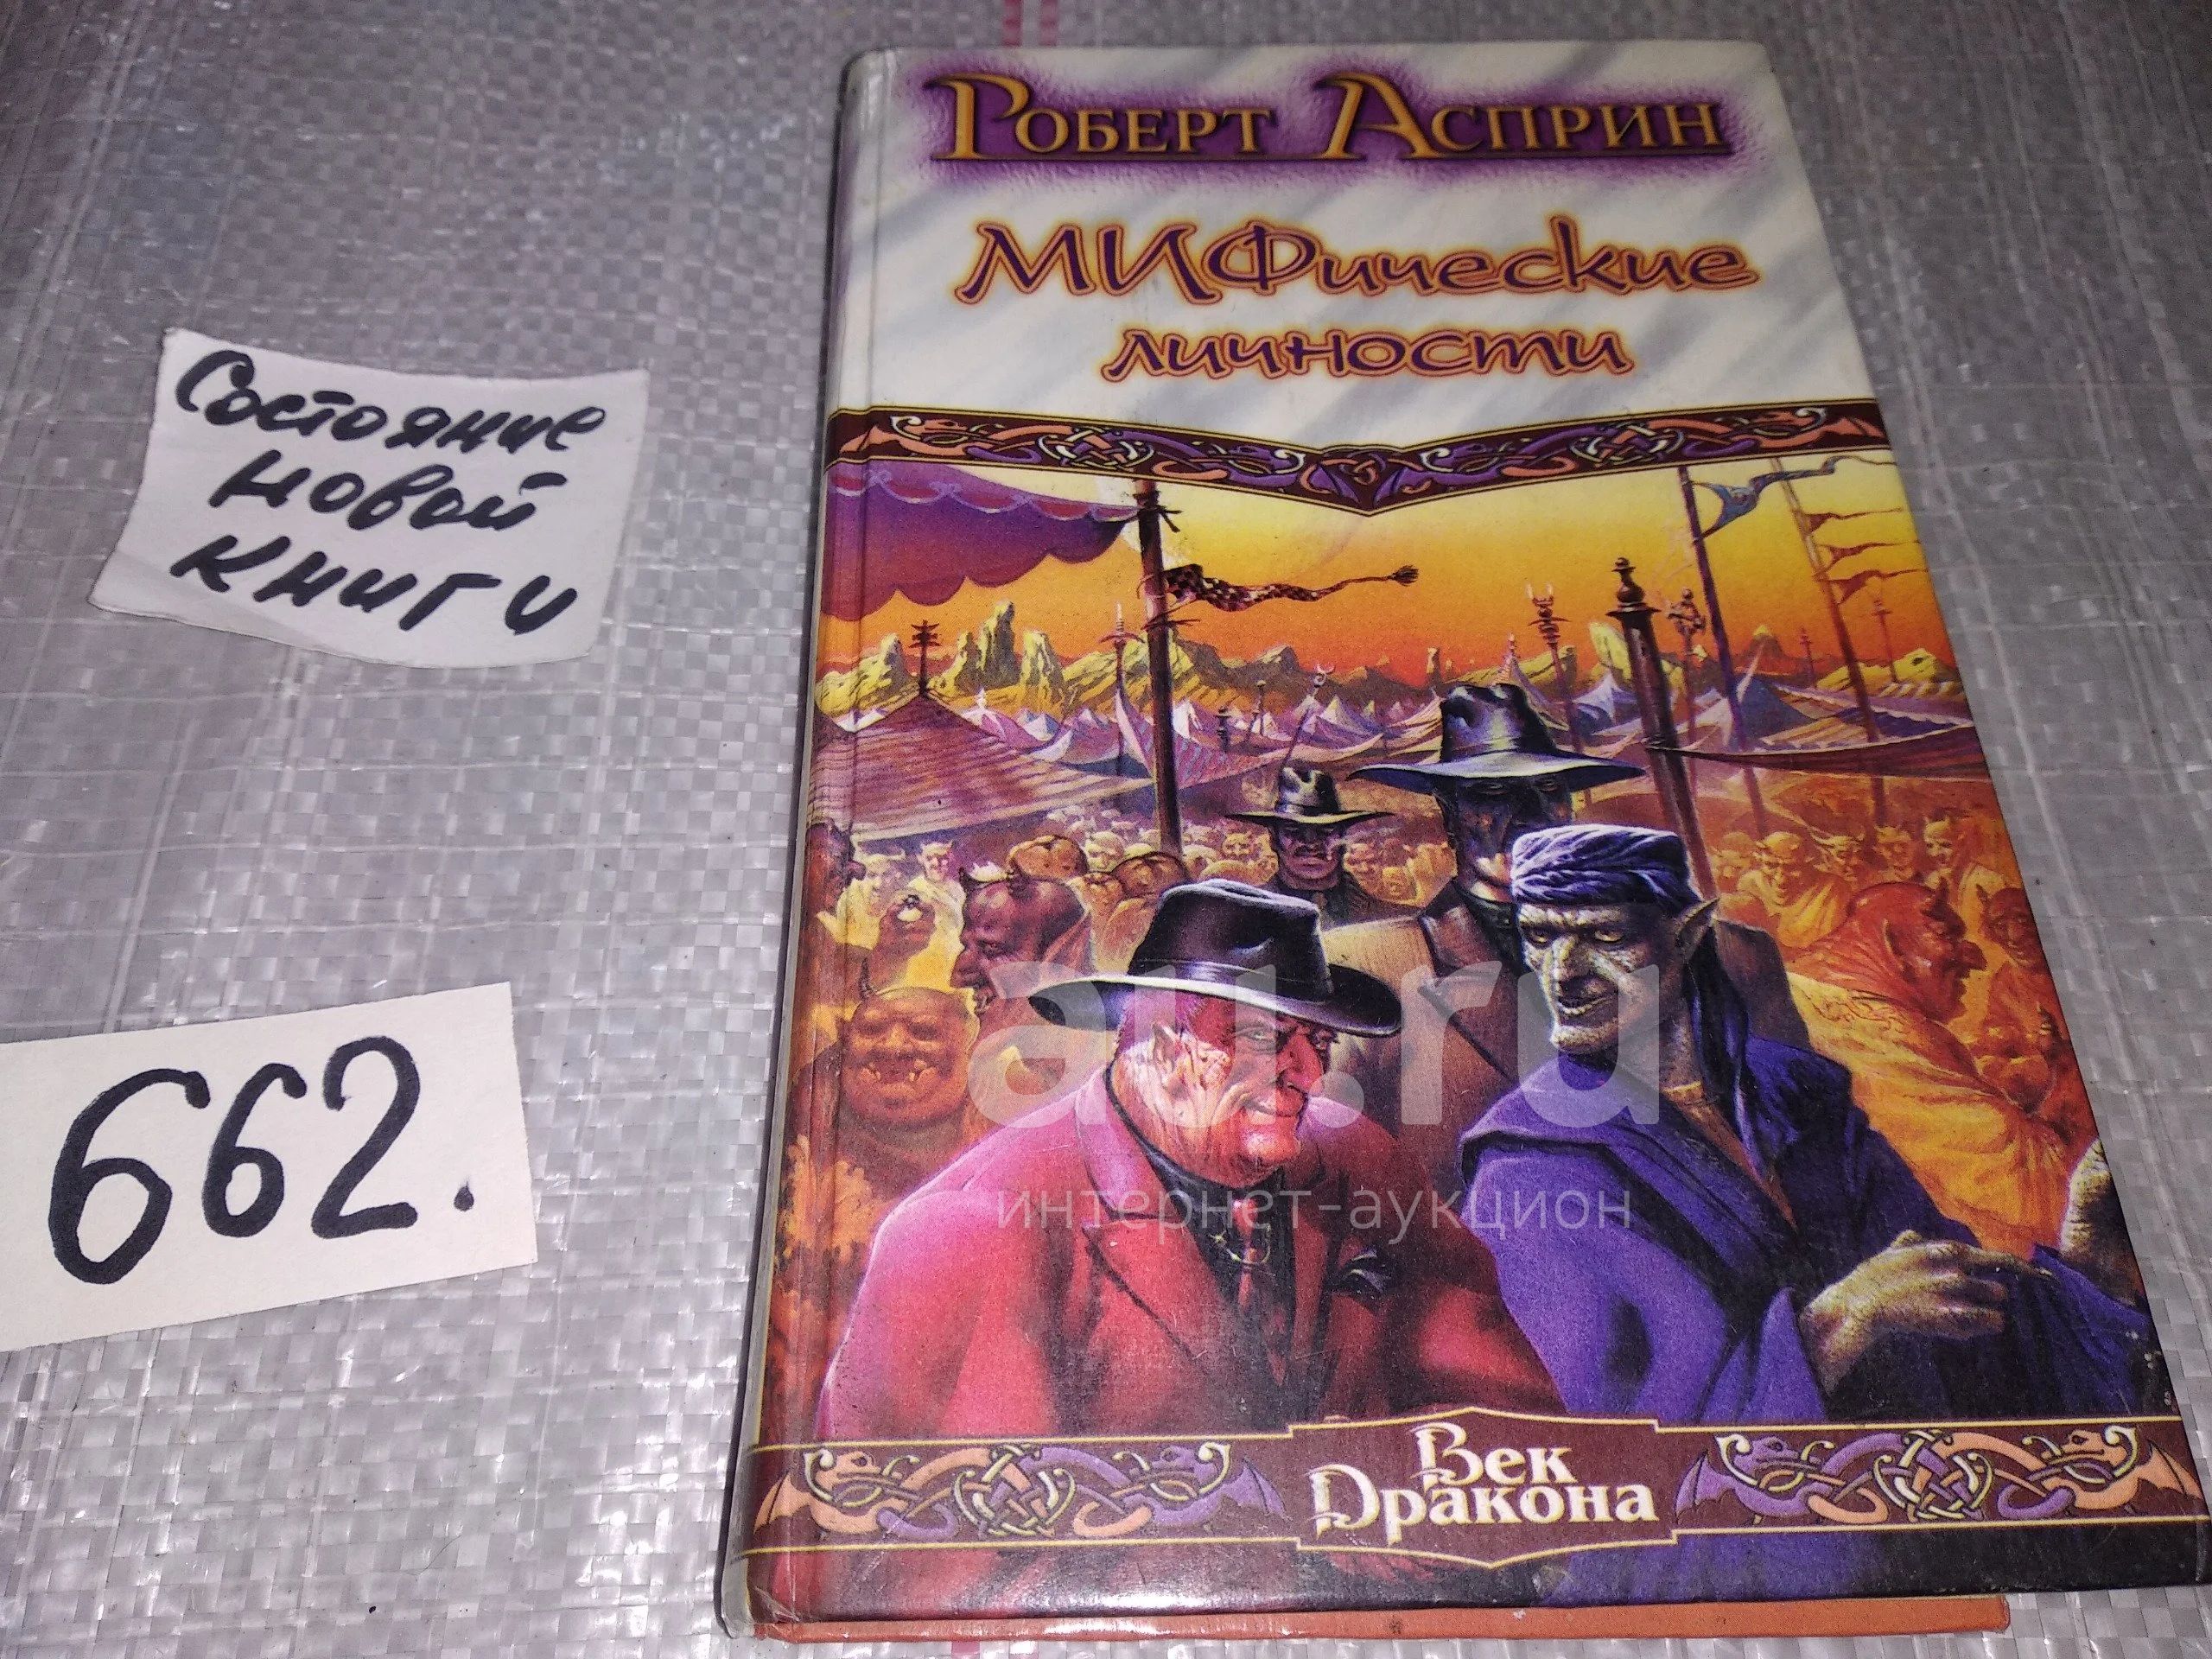 Роберт Асприн
МИФические
личности
Состояние
новой
книги
662.
au.ru
интернет-аукцион
Век
Дракона